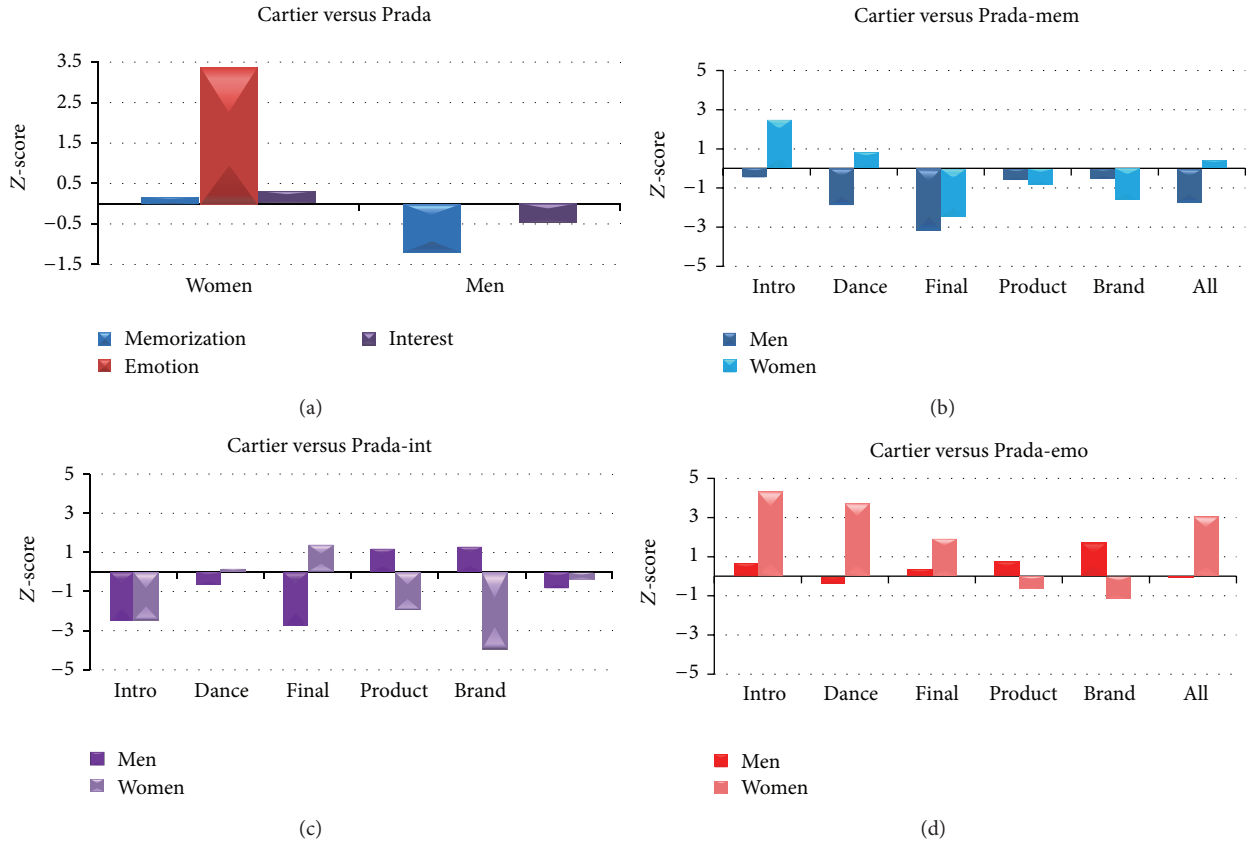 Cartier versus Prada
3.5
2.5
1.5
0.5
−0.5
−1.5
Z-score
Women
Men
Memorization
Interest
Emotion
(a)
Cartier versus Prada-mem
5
3
1
−1
−3
−5
Z-score
Intro Dance Final Product Brand All
Men
Women
(b)
Cartier versus Prada-int
5
3
1
−1
−3
−5
Z-score
Intro Dance Final Product Brand
Men
Women
(c)
Cartier versus Prada-emo
5
3
1
−1
−3
−5
Z-score
Intro Dance Final Product Brand All
Men
Women
(d)